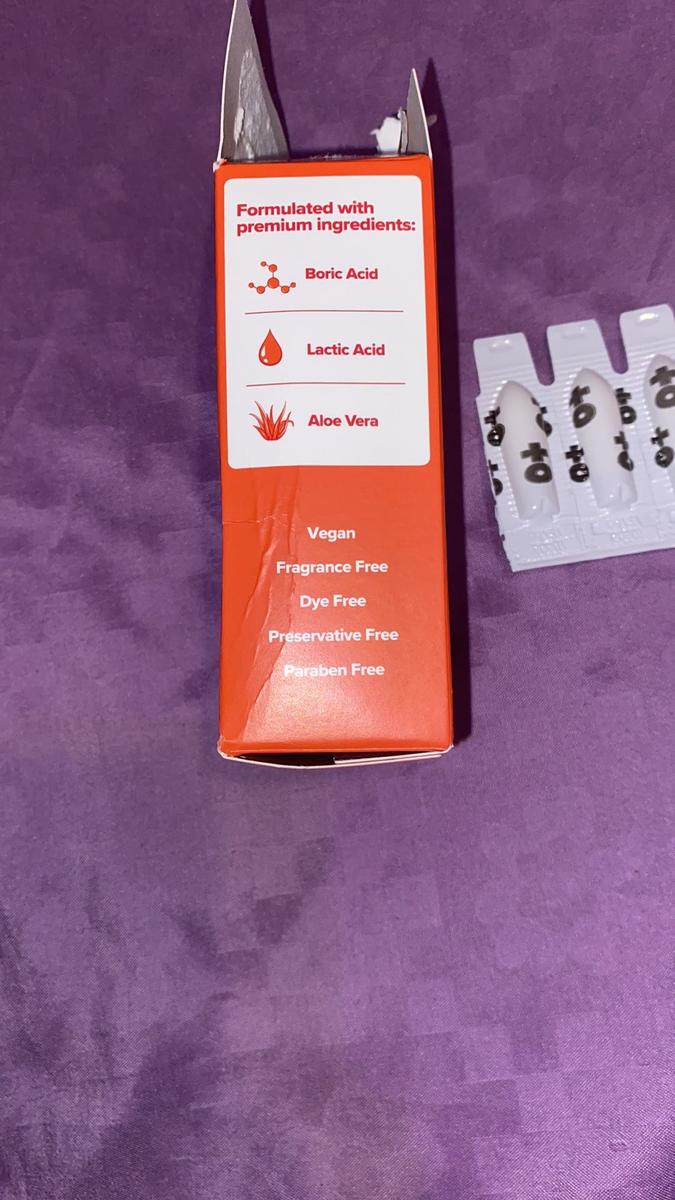 Formulated with
premium ingredients:
Boric Acid
Lactic Acid
Aloe Vera
Vegan
Fragrance Free
Dye Free
Preservative Free
Paraben Free